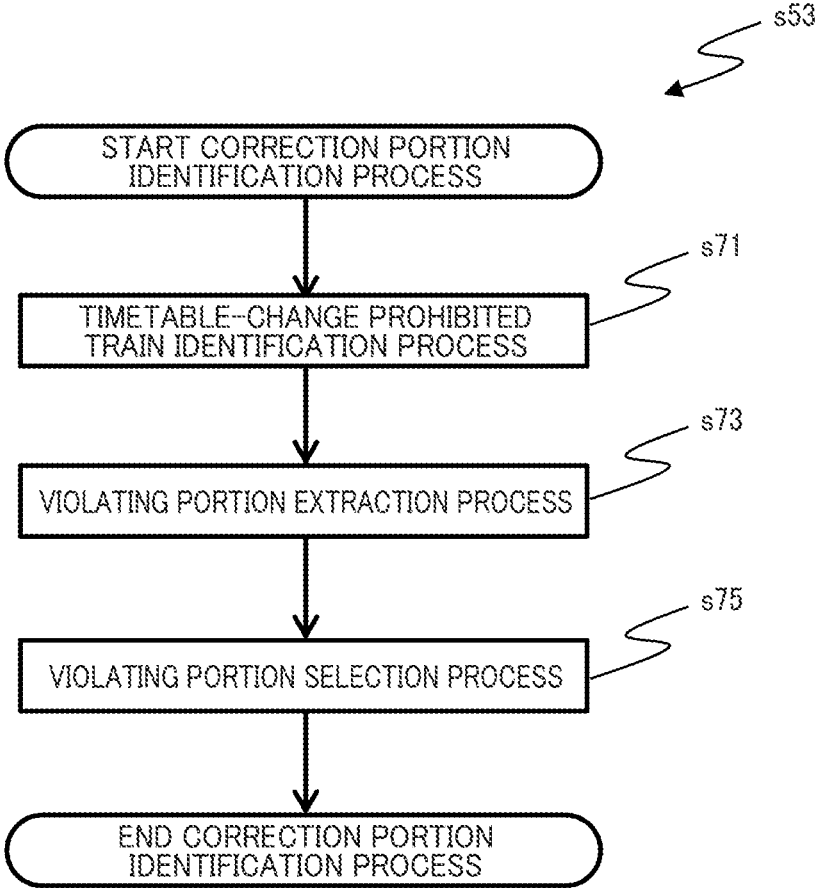 s53
START CORRECTION PORTION
IDENTIFICATION PROCESS
s71
TIMETABLE-CHANGE PROHIBITED
TRAIN IDENTIFICATION PROCESS
s73
VIOLATING PORTION EXTRACTION PROCESS
s75
VIOLATING PORTION SELECTION PROCESS
END CORRECTION PORTION
IDENTIFICATION PROCESS